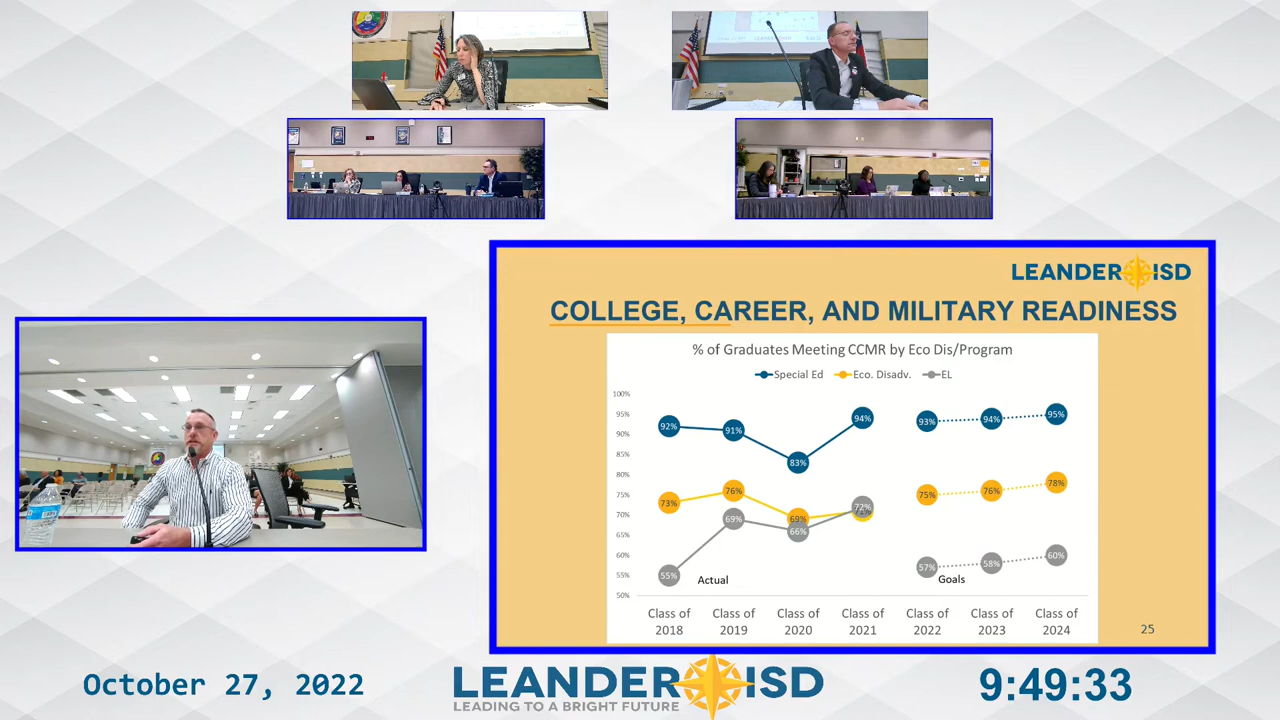 LEANDER ISD
COLLEGE, CAREER, AND MILITARY READINESS
% of Graduates Meeting CCMR by Eco Dis/Program
Special Ed Eco. Disadv. EL
100%
95%
90%
85%
80%
75%
70%
65%
60%
55%
50%
92% 91% 83% 94% 93% 94% 95%
73% 76% 69% 75% 76% 78%
55% 69% 66% 72% 57% 58% 60%
Actual Goals
Class of 2018
Class of 2019
Class of 2020
Class of 2021
Class of 2022
Class of 2023
Class of 2024
25
October 27, 2022
LEANDER ISD
LEADING TO A BRIGHT FUTURE
9:49:33